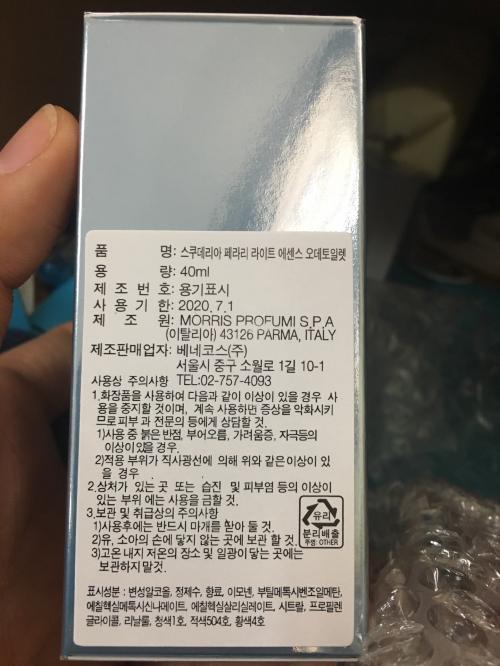 품 명: 스쿠데리아 페라리 라이트 에센스 오데토일렛
용 량: 40ml
제 조 번 호: 용기표시
사 용 기 한: 2020.7.1
제 조 원: MORRIS PROFUMI S.P.A
(이탈리아) 43126 PARMA, ITALY
제조판매업자: 베네코스(주)
서울시 중구 소월로 1길 10-1
사용상 주의사항 TEL:02-757-4093
1.화장품을 사용하여 다음과 같이 이상이 있을 경우 사
용을 중지할 것이며, 계속 사용하면 증상을 악화시키
므로 피부 과 전문의 등에게 상담할 것.
1)사용 중 붉은 반점, 부어오름, 가려움증, 자극등의
이상이 있을 경우.
2)적용 부위가 직사광선에 의해 위와 같은 이상이 있
을 경우
2.상처가 있는 곳 또는 습진 및 피부염 등의 이상이
있는 부위 에는 사용을 금할 것.
3.보관 및 취급상의 주의사항
1)사용후에는 반드시 마개를 닫아 둘 것.
2)유, 소아의 손에 닿지 않는 곳에 보관 할 것.
3)고온 내지 저온의 장소 및 일광이 닿는 곳에는
보관하지 말것.
유리
분리배출
뚜껑: OTHER
표시성분 : 변성알코올, 정제수, 향료, 이모넨, 부틸메톡시벤조일메탄,
에칠헥실메톡시신나메이트, 에칠헥실살리실레이트, 시트랄, 프로필렌
글라이콜, 리날룰, 청색1호, 적색504호, 황색4호